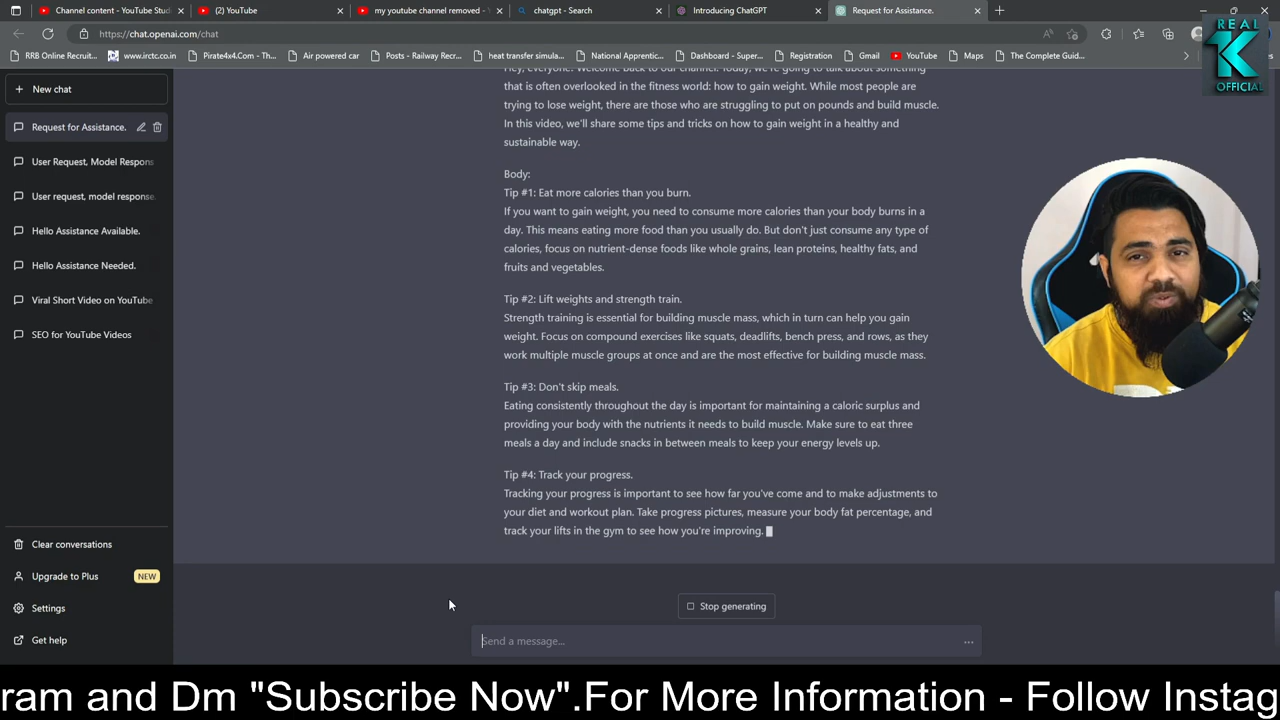 Channel content - YouTube Stud
(2) YouTube
my youtube channel removed -
chatgpt - Search
Introducing ChatGPT
Request for Assistance.
https://chat.openai.com/chat
RRB Online Recruit...
www.irctc.co.in
Pirate4x4.Com - Th...
Air powered car
Posts - Railway Recr...
heat transfer simula...
National Apprentic...
Dashboard - Super...
Registration
Gmail
YouTube
Maps
The Complete Guid...
REAL
K
OFFICIAL
New chat
Request for Assistance.
User Request, Model Respons
User request, model response.
Hello Assistance Available.
Hello Assistance Needed.
Viral Short Video on YouTube
SEO for YouTube Videos
Clear conversations
Upgrade to Plus
NEW
Settings
Get help
Hey, everyone! Welcome back to our channel. Today, we're going to talk about something
that is often overlooked in the fitness world: how to gain weight. While most people are
trying to lose weight, there are those who are struggling to put on pounds and build muscle.
In this video, we'll share some tips and tricks on how to gain weight in a healthy and
sustainable way.
Body:
Tip #1: Eat more calories than you burn.
If you want to gain weight, you need to consume more calories than your body burns in a
day. This means eating more food than you usually do. But don't just consume any type of
calories, focus on nutrient-dense foods like whole grains, lean proteins, healthy fats, and
fruits and vegetables.
Tip #2: Lift weights and strength train.
Strength training is essential for building muscle mass, which in turn can help you gain
weight. Focus on compound exercises like squats, deadlifts, bench press, and rows, as they
work multiple muscle groups at once and are the most effective for building muscle mass.
Tip #3: Don't skip meals.
Eating consistently throughout the day is important for maintaining a caloric surplus and
providing your body with the nutrients it needs to build muscle. Make sure to eat three
meals a day and include snacks in between meals to keep your energy levels up.
Tip #4: Track your progress.
Tracking your progress is important to see how far you've come and to make adjustments to
your diet and workout plan. Take progress pictures, measure your body fat percentage, and
track your lifts in the gym to see how you're improving.
Stop generating
Send a message...
ram and Dm "Subscribe Now".For More Information - Follow Instag